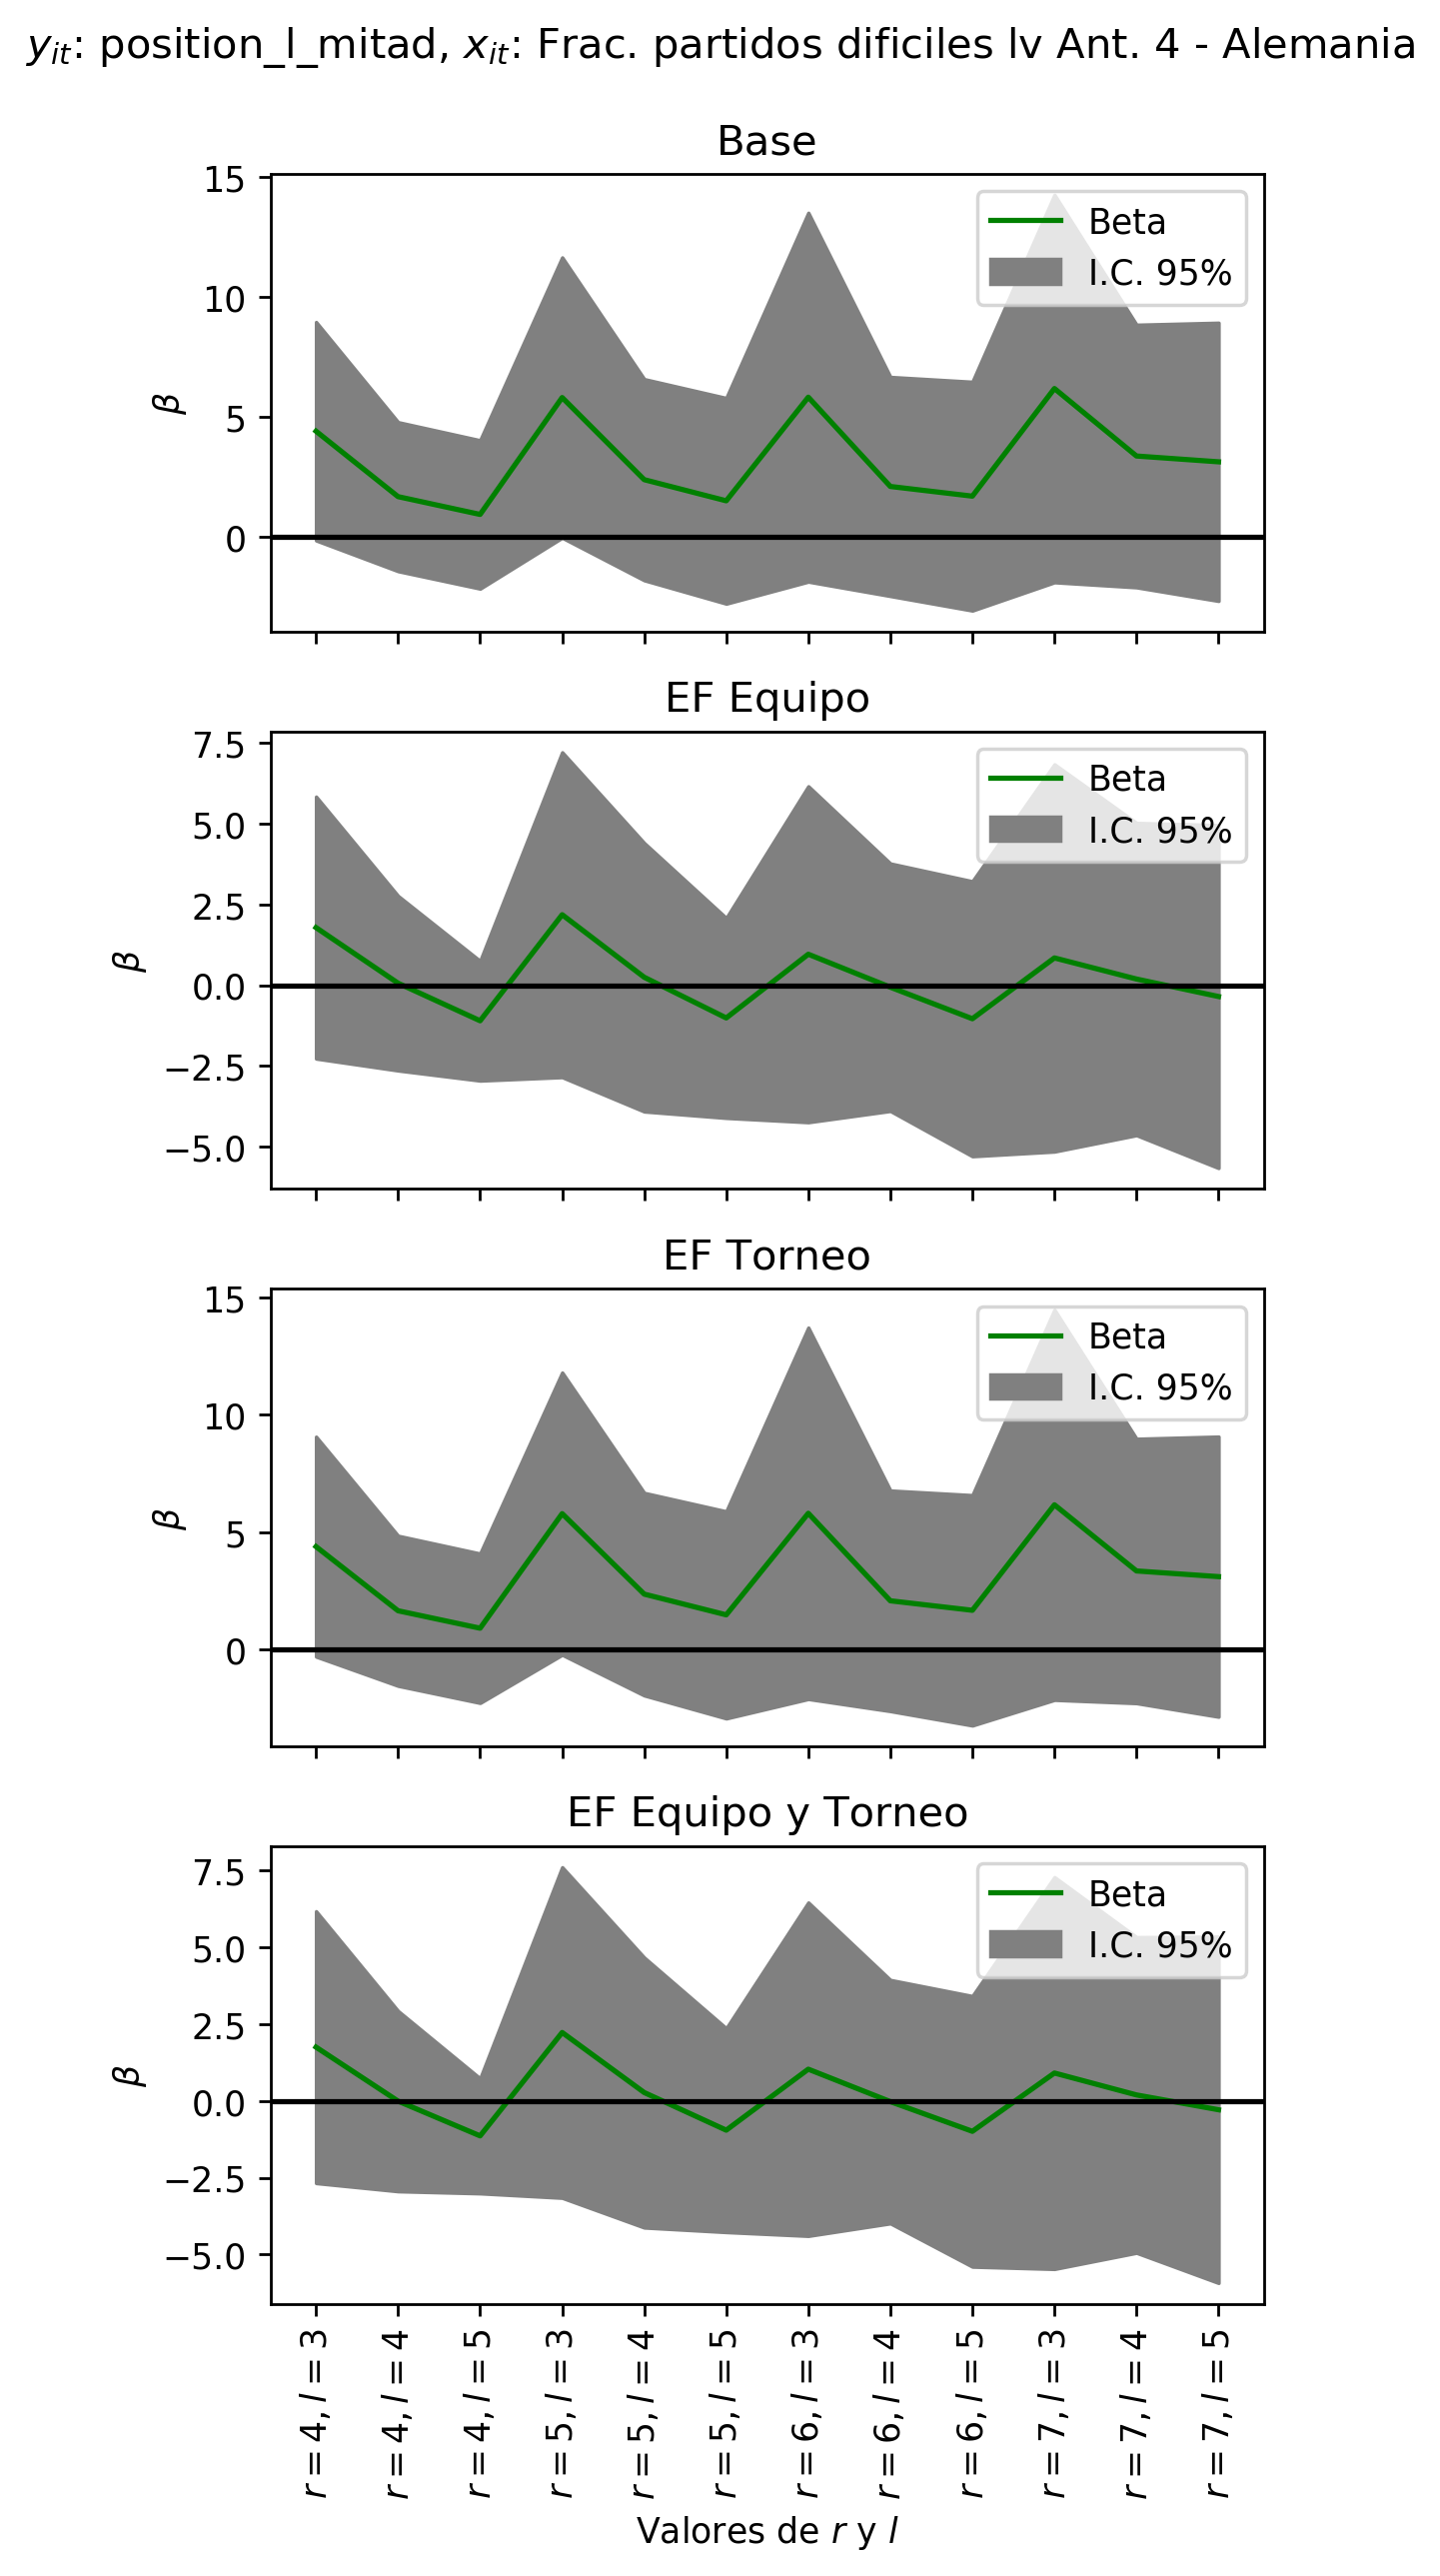 y_{it}: position_l_mitad, x_{it}: Frac. partidos dificiles lv Ant. 4 - Alemania
Base
15
10
5
0
β
Beta
I.C. 95%
EF Equipo
7.5
5.0
2.5
0.0
−2.5
−5.0
β
Beta
I.C. 95%
EF Torneo
15
10
5
0
β
Beta
I.C. 95%
EF Equipo y Torneo
7.5
5.0
2.5
0.0
−2.5
−5.0
β
Beta
I.C. 95%
r = 4, l = 3
r = 4, l = 4
r = 4, l = 5
r = 5, l = 3
r = 5, l = 4
r = 5, l = 5
r = 6, l = 3
r = 6, l = 4
r = 6, l = 5
r = 7, l = 3
r = 7, l = 4
r = 7, l = 5
Valores de r y l